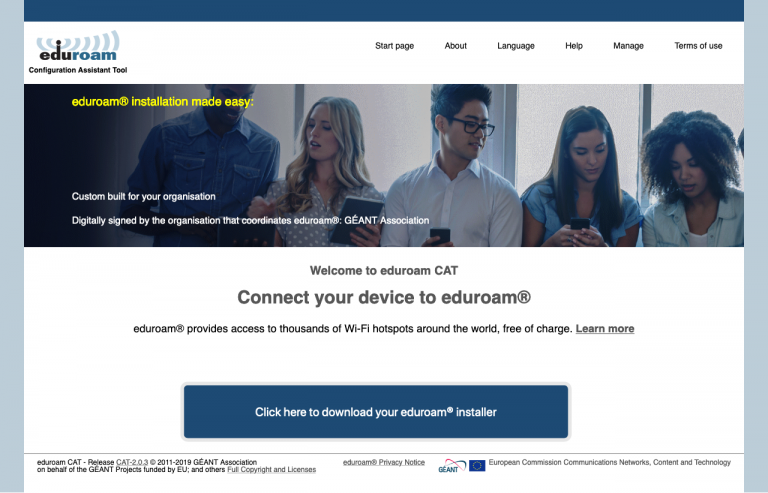 eduroam
Configuration Assistant Tool
Start page About Language Help Manage Terms of use
eduroam® installation made easy:
Custom built for your organisation
Digitally signed by the organisation that coordinates eduroam®: GÉANT Association
Welcome to eduroam CAT
Connect your device to eduroam®
eduroam® provides access to thousands of Wi-Fi hotspots around the world, free of charge. Learn more
Click here to download your eduroam® installer
eduroam CAT - Release CAT-2.0.3 © 2011-2019 GÉANT Association
on behalf of the GÉANT Projects funded by EU; and others Full Copyright and Licenses
eduroam® Privacy Notice
GÉANT
European Commission Communications Networks, Content and Technology